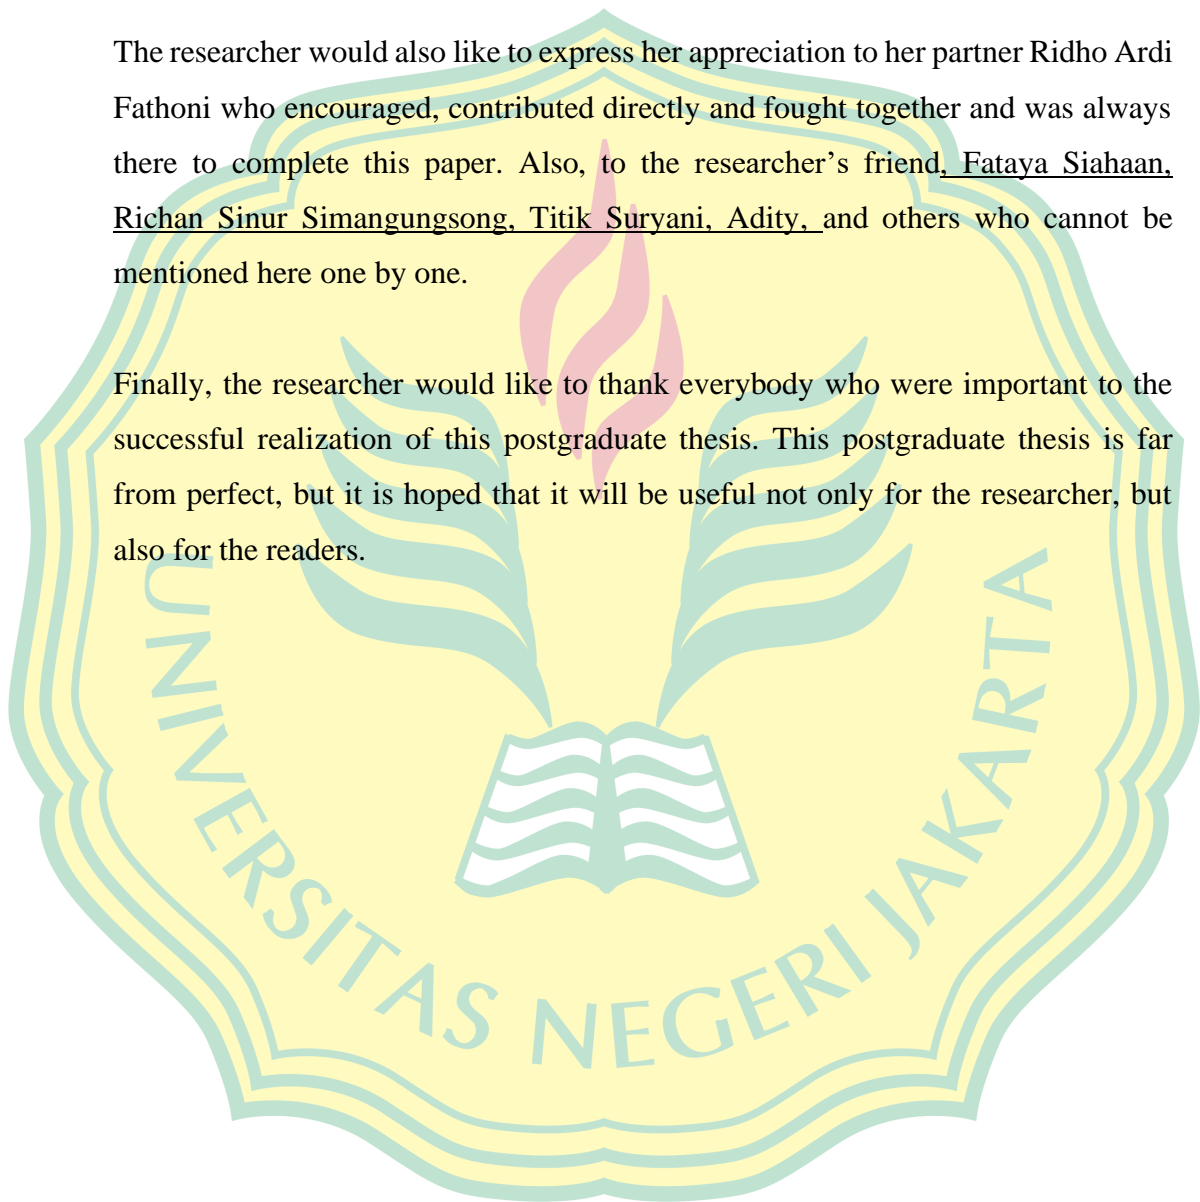 The researcher would also like to express her appreciation to her partner Ridho Ardi
Fathoni who encouraged, contributed directly and fought together and was always
there to complete this paper. Also, to the researcher’s friend, Fataya Siahaan,
Richan Sinur Simangungsong, Titik Suryani, Adity, and others who cannot be
mentioned here one by one.
Finally, the researcher would like to thank everybody who were important to the
successful realization of this postgraduate thesis. This postgraduate thesis is far
from perfect, but it is hoped that it will be useful not only for the researcher, but
also for the readers.
UNIVERSITAS NEGERI JAKARTA